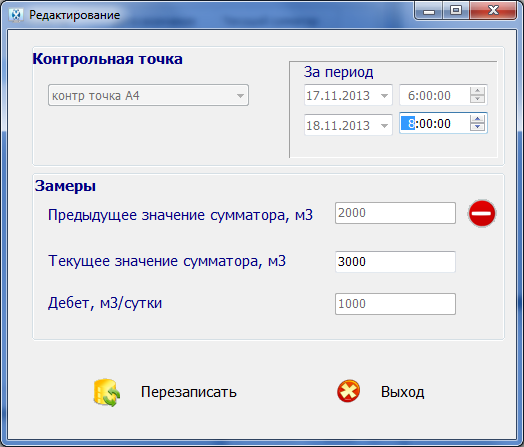 Редактирование
Контрольная точка
За период
контр точка А4
17.11.2013 6:00:00
18.11.2013 8:00:00
Замеры
Предыдущее значение сумматора, м3 2000
Текущее значение сумматора, м3 3000
Дебет, м3/сутки 1000
Перезаписать Выход